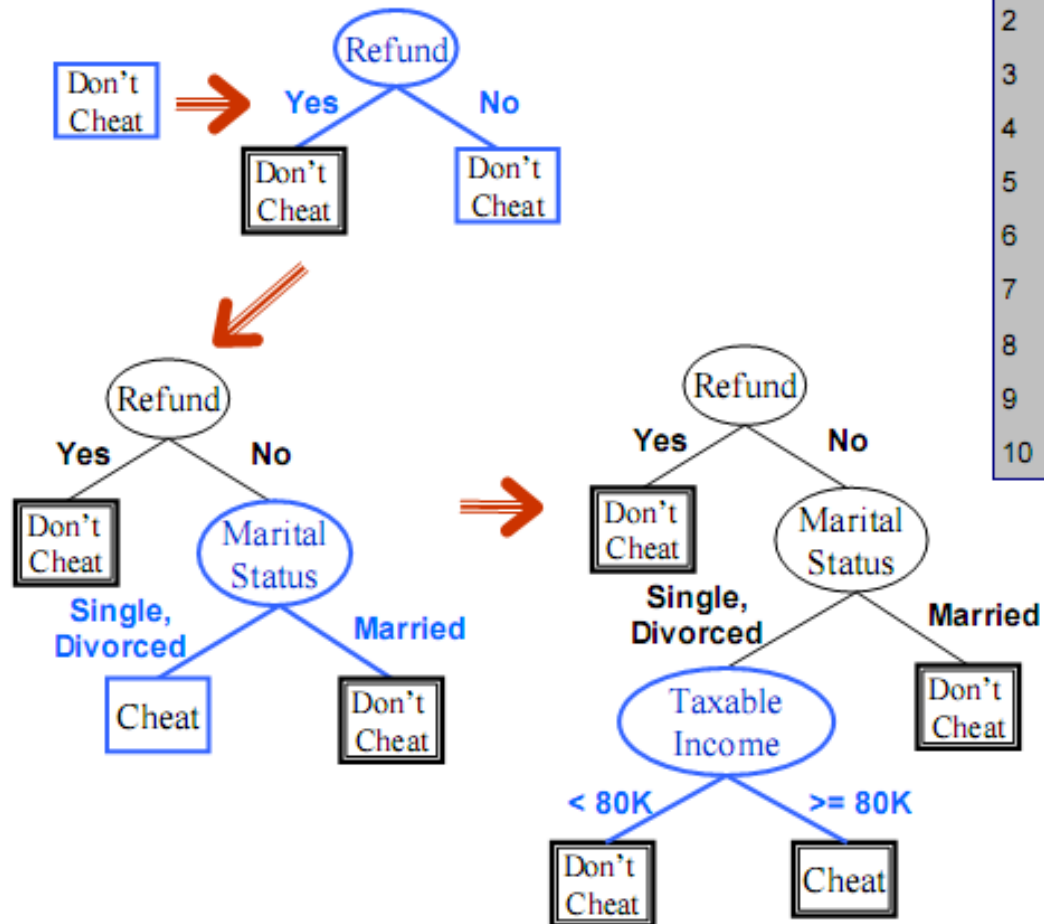 Refund
Don't
Cheat
Yes
No
Don't
Cheat
Don't
Cheat
Refund
Yes
No
Don't
Cheat
Marital
Status
Single,
Divorced
Married
Cheat
Don't
Cheat
Refund
Yes
No
Don't
Cheat
Marital
Status
Single,
Divorced
Married
Taxable
Income
Don't
Cheat
< 80K
>= 80K
Don't
Cheat
Cheat
2
3
4
5
6
7
8
9
10